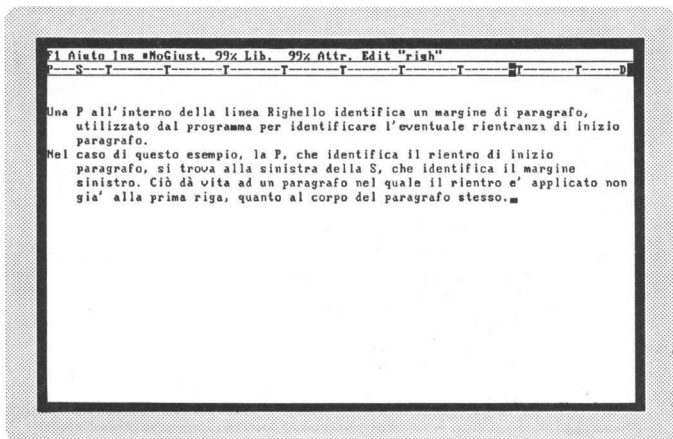 F1 Aiuto Ins ■NoGiust. 99% Lib.  99% Attr. Edit "righ"
P---S---T-------T-------T-------T-------T-------T-------T-------T-------T-----D
Una P all'interno della linea Righello identifica un margine di paragrafo,
utilizzato dal programma per identificare l'eventuale rientranza di inizio
paragrafo.
Nel caso di questo esempio, la P, che identifica il rientro di inizio
paragrafo, si trova alla sinistra della S, che identifica il margine
sinistro. Ciò dà vita ad un paragrafo nel quale il rientro e' applicato non
gia' alla prima riga, quanto al corpo del paragrafo stesso.